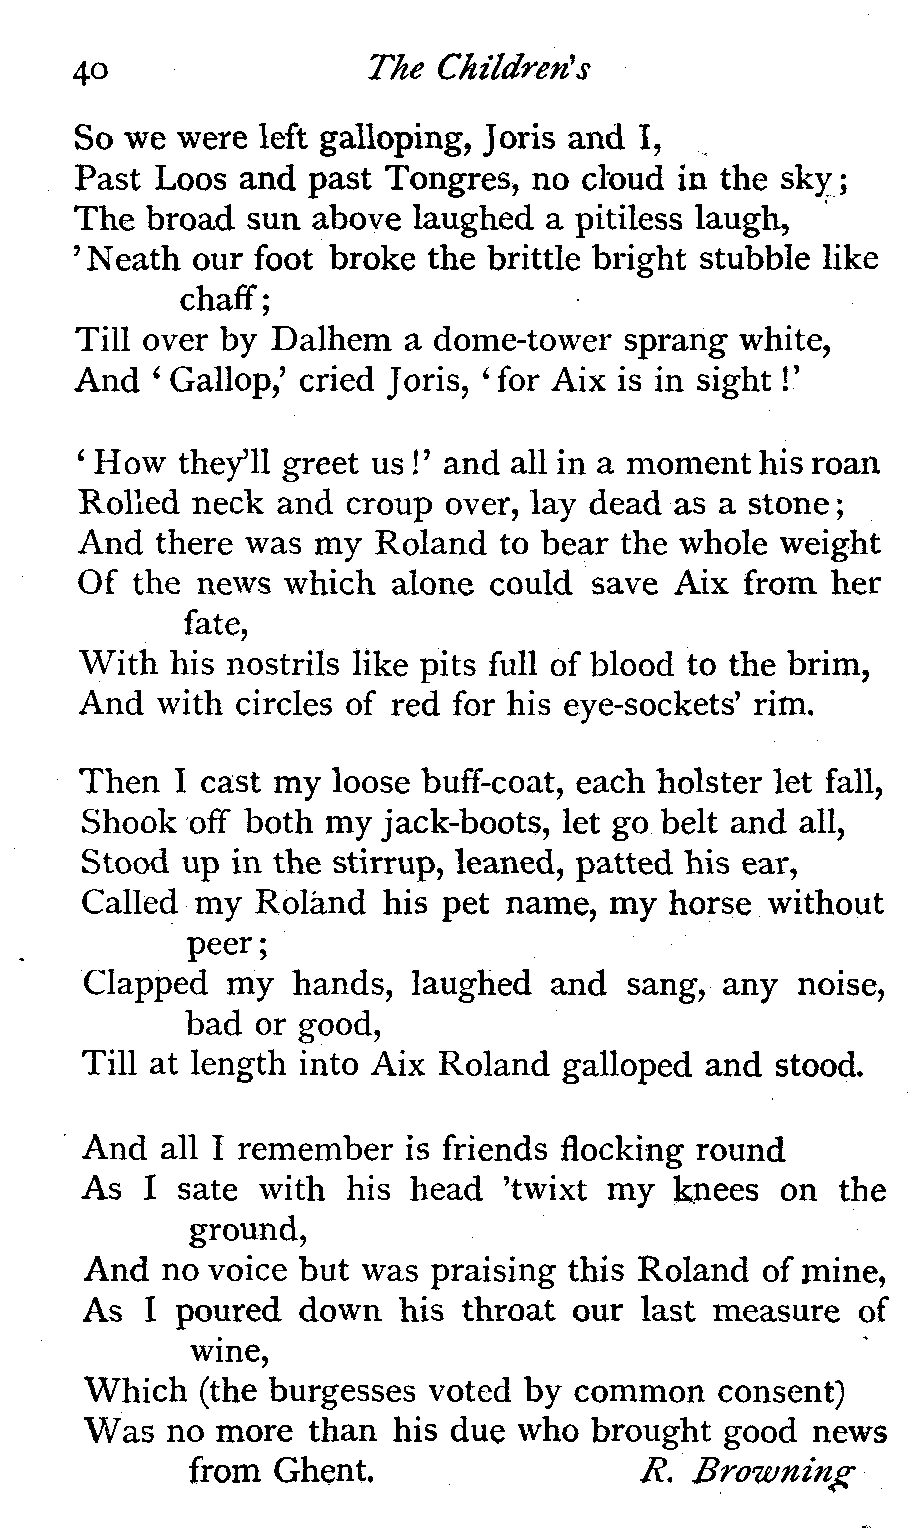 40 The Children's
So we were left galloping, Joris and I,
Past Loos and past Tongres, no cloud in the sky;
The broad sun above laughed a pitiless laugh,
'Neath our foot broke the brittle bright stubble like
chaff;
Till over by Dalhem a dome-tower sprang white,
And 'Gallop,' cried Joris, 'for Aix is in sight!'
'How they'll greet us!' and all in a moment his roan
Rolled neck and croup over, lay dead as a stone;
And there was my Roland to bear the whole weight
Of the news which alone could save Aix from her
fate,
With his nostrils like pits full of blood to the brim,
And with circles of red for his eye-sockets' rim.
Then I cast my loose buff-coat, each holster let fall,
Shook off both my jack-boots, let go belt and all,
Stood up in the stirrup, leaned, patted his ear,
Called my Roland his pet name, my horse without
peer;
Clapped my hands, laughed and sang, any noise,
bad or good,
Till at length into Aix Roland galloped and stood.
And all I remember is friends flocking round
As I sate with his head 'twixt my knees on the
ground,
And no voice but was praising this Roland of mine,
As I poured down his throat our last measure of
wine,
Which (the burgesses voted by common consent)
Was no more than his due who brought good news
from Ghent. R. Browning